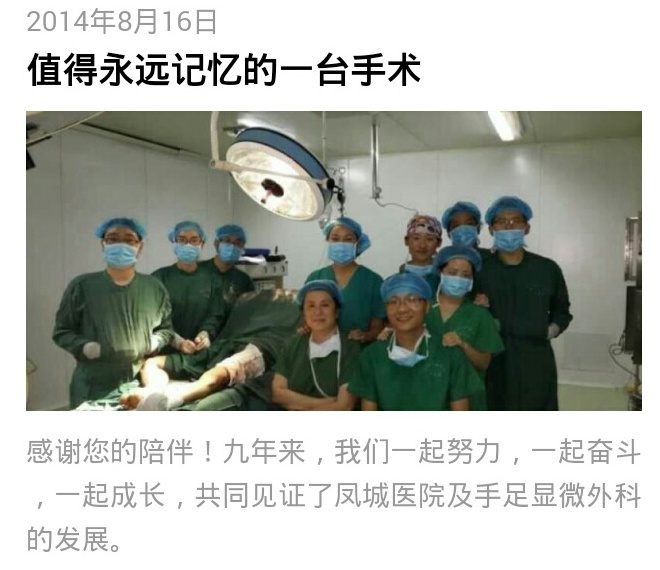 2014年8月16日
值得永远记忆的一台手术
感谢您的陪伴！九年来，我们一起努力，一起奋斗
，一起成长，共同见证了凤城医院及手足显微外科
的发展。